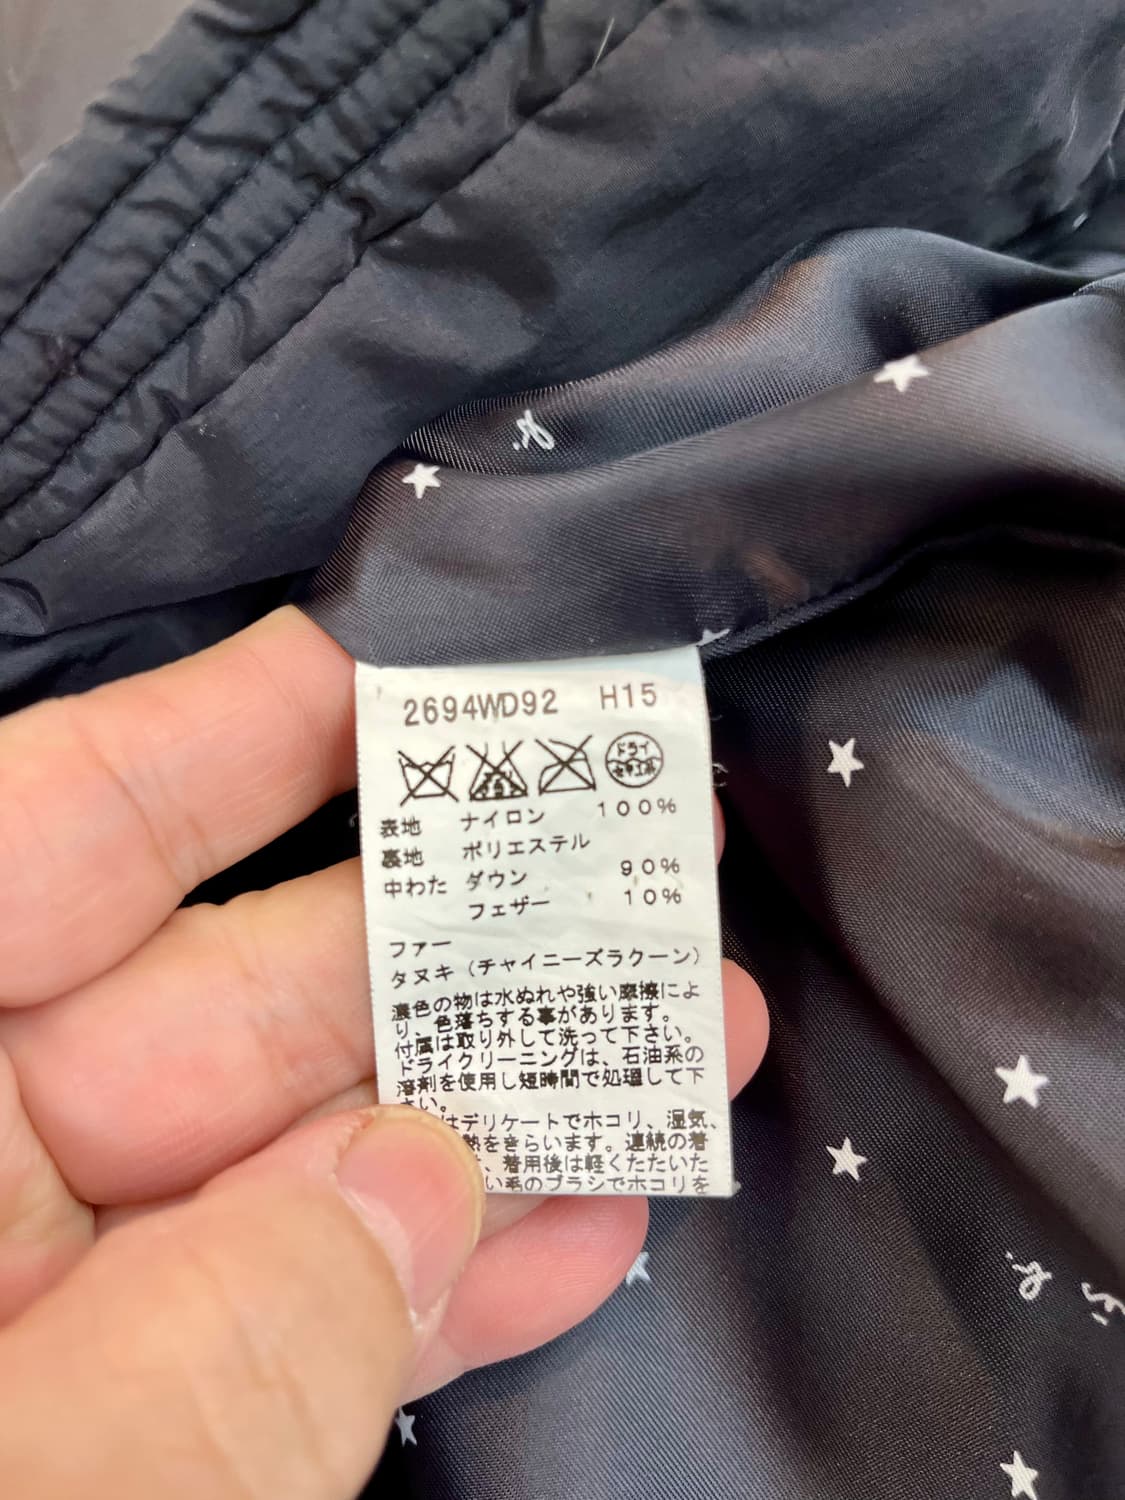 2694WD92 H15
ドライ
セキユ系
表地 ナイロン 100%
裏地 ポリエステル
中わた ダウン 90%
フェザー 10%
ファー
タヌキ（チャイニーズラクーン）
濃色の物は水ぬれや強い摩擦によ
り、色落ちする事があります。
付属は取り外して洗って下さい。
ドライクリーニングは、石油系の
溶剤を使用し短時間で処理して下
さい。
はデリケートでホコリ、湿気、
熱をきらいます。連続の着
、着用後は軽くたたいた
い毛のブラシでホコリを